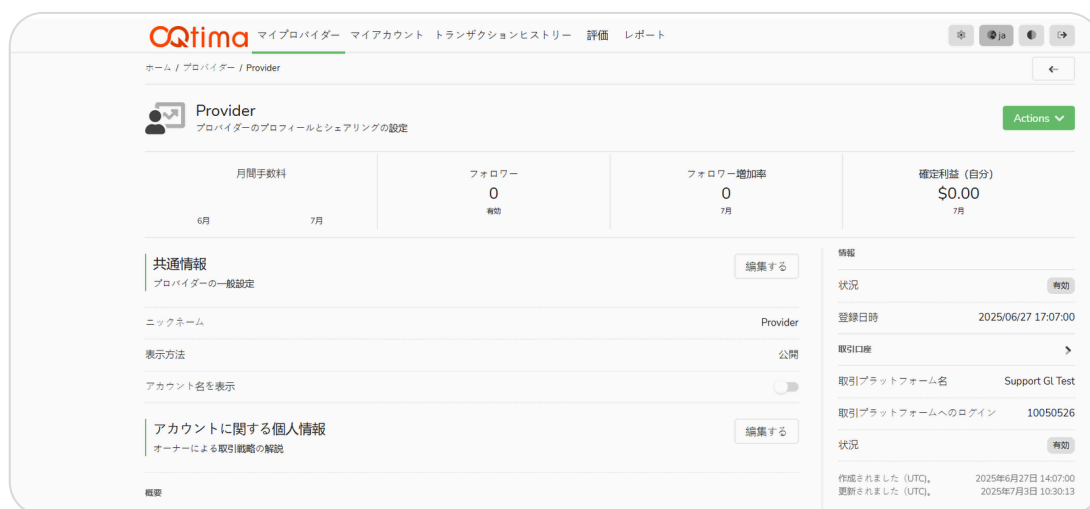 OQtima マイプロバイダー マイアカウント トランザクションヒストリー 評価 レポート ja
ホーム / プロバイダー / Provider
Provider
プロバイダーのプロフィールとシェアリングの設定
Actions
月間手数料
6月 7月
フォロワー
0
有効
フォロワー増加率
0
7月
確定利益（自分）
$0.00
7月
共通情報
プロバイダーの一般設定
編集する
ニックネーム Provider
表示方法 公開
アカウント名を表示
アカウントに関する個人情報
オーナーによる取引戦略の解説
編集する
概要
情報
状況 有効
登録日時 2025/06/27 17:07:00
取引口座
取引プラットフォーム名 Support Gl Test
取引プラットフォームへのログイン 10050526
状況 有効
作成されました（UTC)。 2025年6月27日 14:07:00
更新されました（UTC)。 2025年7月3日 10:30:13